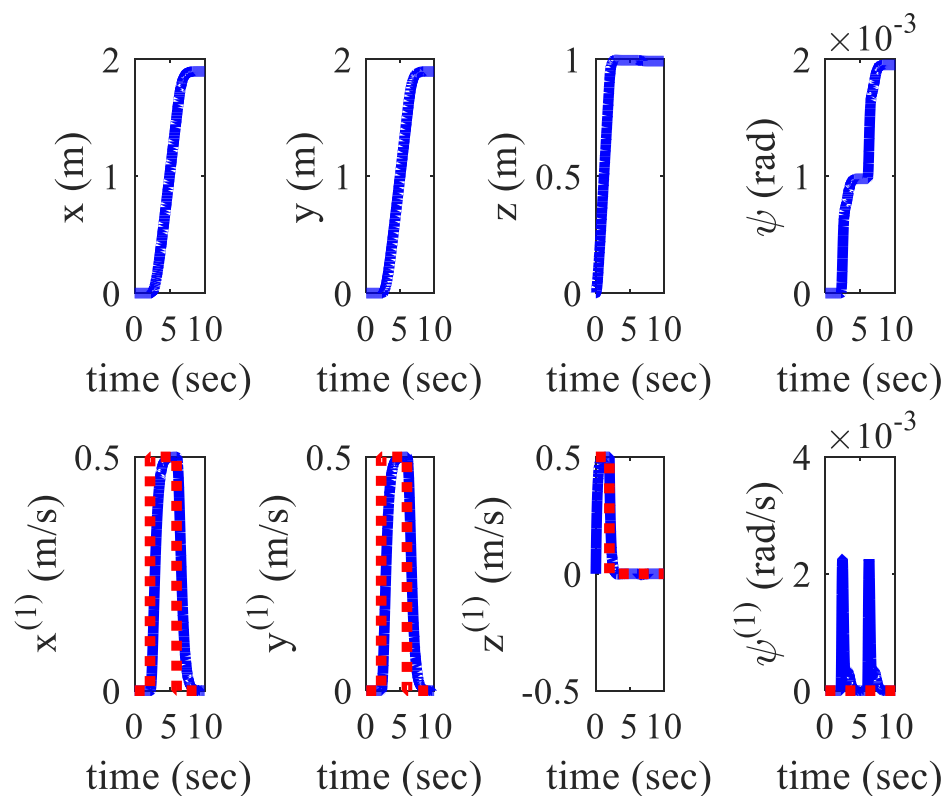 ×10⁻³
2
1
0
x (m)
0 5 10
time (sec)
2
1
0
y (m)
0 5 10
time (sec)
1
0.5
0
z (m)
0 5 10
time (sec)
2
1
0
ψ (rad)
0 5 10
time (sec)
0.5
0
x⁽¹⁾ (m/s)
0 5 10
time (sec)
0.5
0
y⁽¹⁾ (m/s)
0 5 10
time (sec)
0.5
0
-0.5
z⁽¹⁾ (m/s)
0 5 10
time (sec)
×10⁻³
4
2
0
ψ⁽¹⁾ (rad/s)
0 5 10
time (sec)